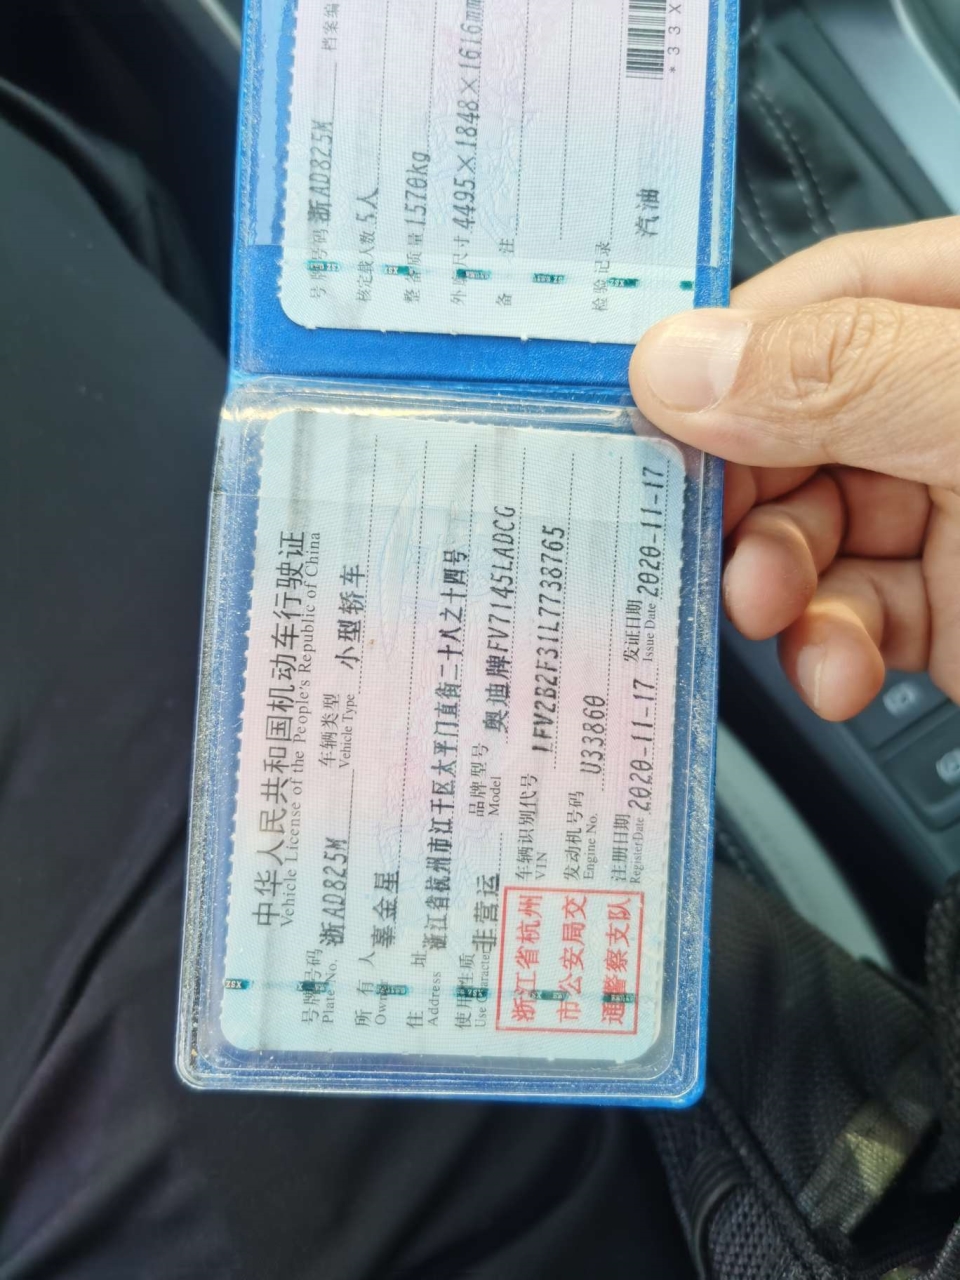 中华人民共和国机动车行驶证
Vehicle License of the People's Republic of China
号牌号码 浙AD825M 车辆类型 小型轿车
Plate No. Vehicle Type
所有人 辜金星
Owner
住址 浙江省杭州市江干区太平门直街二十八之十四号
Address
使用性质 非营运 品牌型号 奥迪牌FV7145LADCG
Use Character Model
浙江省杭州
市公安局交
通警察支队
车辆识别代号 LFV2B2F31L7738765
VIN
发动机号码 U33860
Engine No.
注册日期 2020-11-17 发证日期 2020-11-17
Register Date Issue Date
号牌号码 浙AD825M 档案编
核定载人数 5人
整备质量 1570kg
外廓尺寸 4495×1848×1616mm
备注
检验记录
汽油
*33X